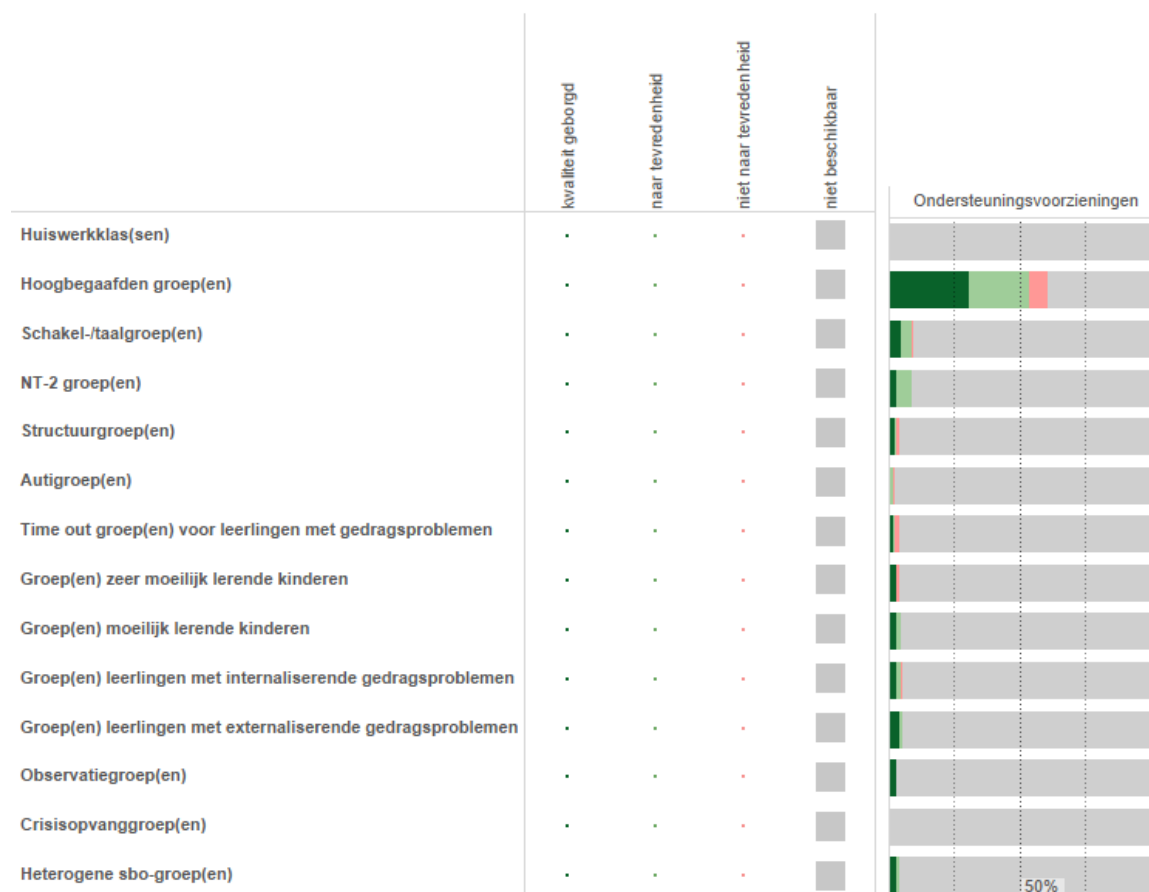 kwaliteit geborgd
naar tevredenheid
niet naar tevredenheid
niet beschikbaar
Ondersteuningsvoorzieningen
Huiswerkklas(sen)
Hoogbegaafden groep(en)
Schakel-/taalgroep(en)
NT-2 groep(en)
Structuurgroep(en)
Autigroep(en)
Time out groep(en) voor leerlingen met gedragsproblemen
Groep(en) zeer moeilijk lerende kinderen
Groep(en) moeilijk lerende kinderen
Groep(en) leerlingen met internaliserende gedragsproblemen
Groep(en) leerlingen met externaliserende gedragsproblemen
Observatiegroep(en)
Crisisopvanggroep(en)
Heterogene sbo-groep(en)
50%